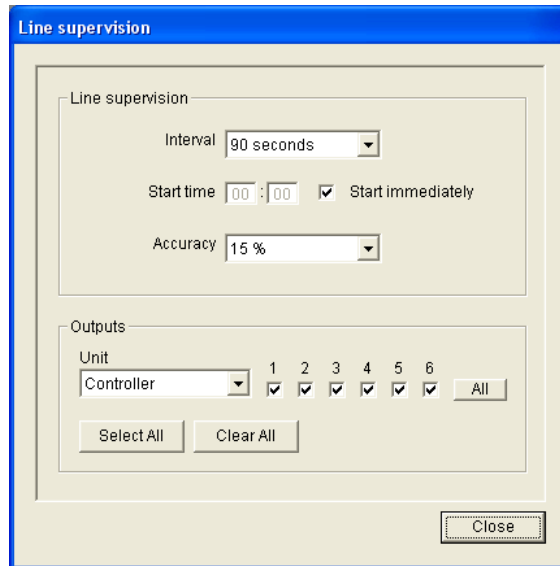 Line supervision
Line supervision
Interval 90 seconds
Start time 00 : 00 Start immediately
Accuracy 15 %
Outputs
Unit
1 2 3 4 5 6
Controller All
Select All Clear All
Close